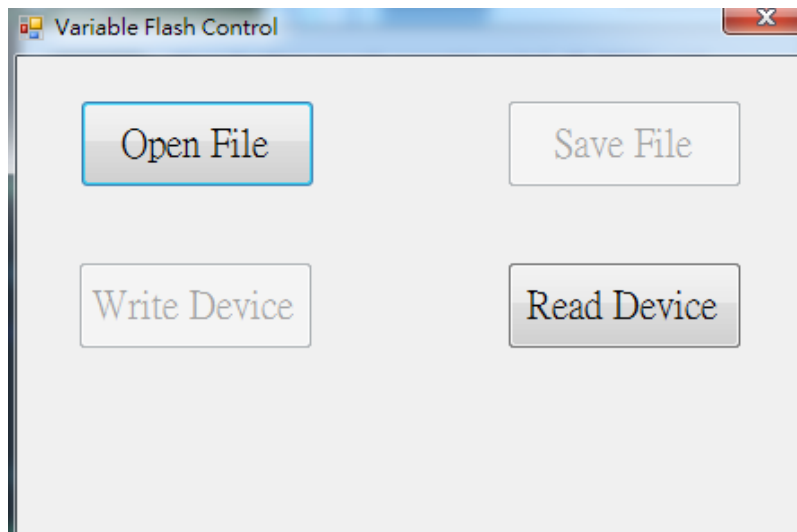 Variable Flash Control
Open File
Save File
Write Device
Read Device